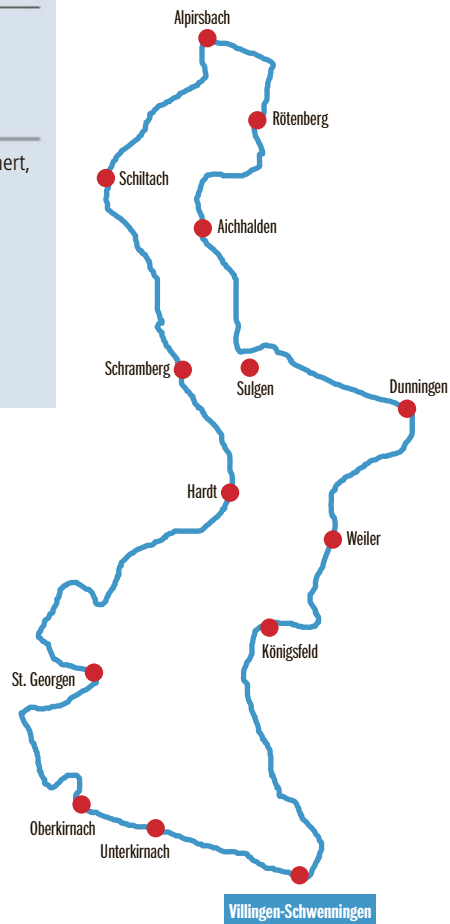 Alpirsbach
Rötenberg
Schiltach
Aichhalden
Schramberg
Sulgen
Dunningen
Hardt
Weiler
Königsfeld
St. Georgen
Oberkirnach
Unterkirnach
Villingen-Schwenningen